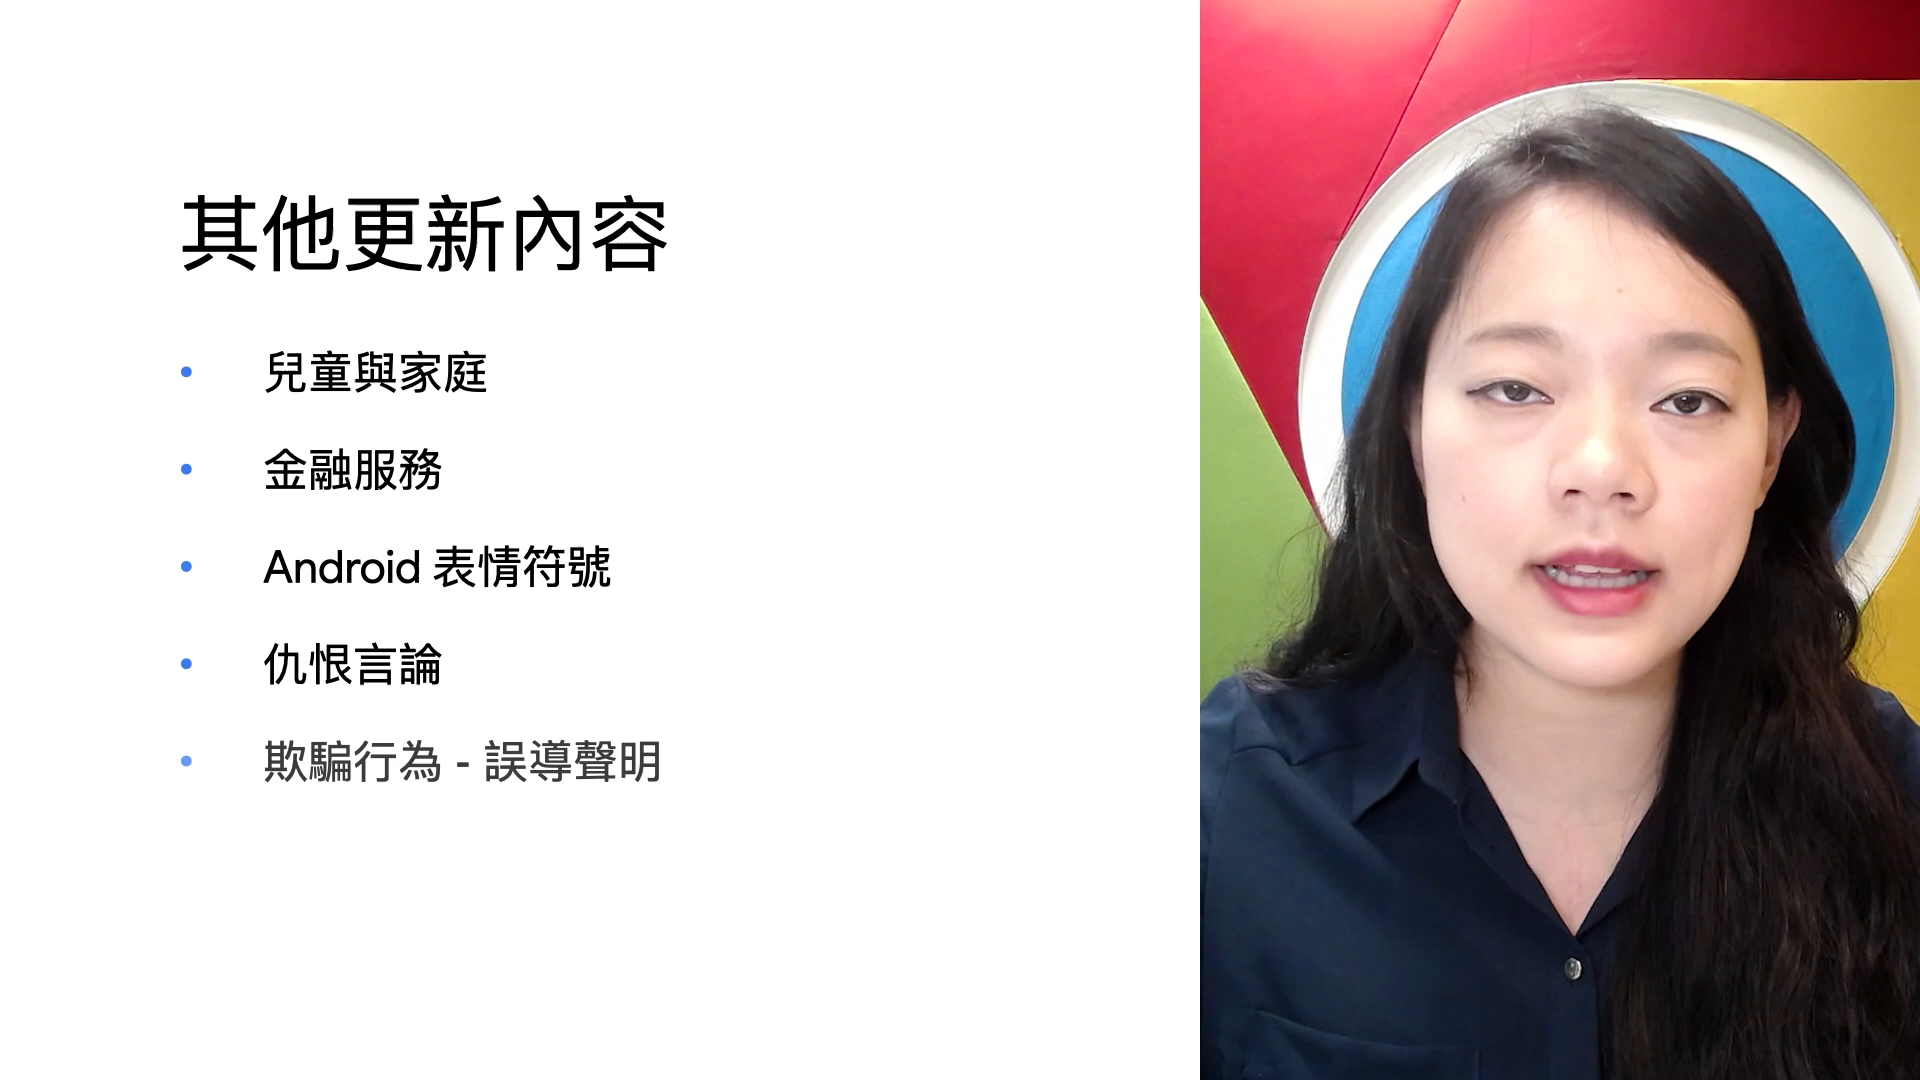 其他更新內容
• 兒童與家庭
• 金融服務
• Android 表情符號
• 仇恨言論
• 欺騙行為 - 誤導聲明